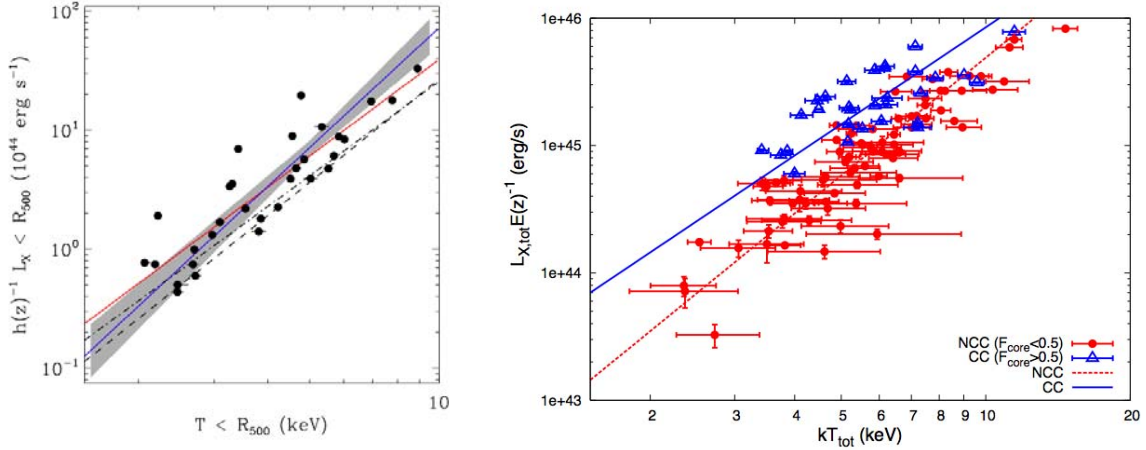 10²
10¹
10⁰
10⁻¹
h(z)⁻¹ L_X < R₅₀₀ (10⁴⁴ erg s⁻¹)
10
T < R₅₀₀ (keV)
1e+46
1e+45
1e+44
1e+43
L_X,tot E(z)⁻¹ (erg/s)
NCC (F_core<0.5)
CC (F_core>0.5)
NCC
CC
2 3 4 5 6 7 8 9 10 20
kT_tot (keV)